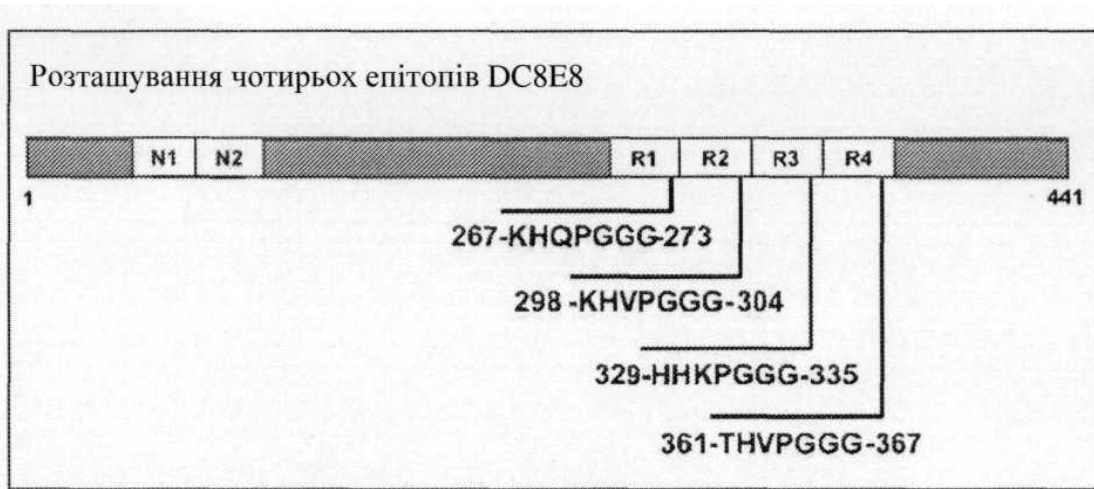 Розташування чотирьох епітопів DC8E8
N1 N2 R1 R2 R3 R4
1 441
267-KHQPGGG-273
298 -KHVPGGG-304
329-HHKPGGG-335
361-THVPGGG-367